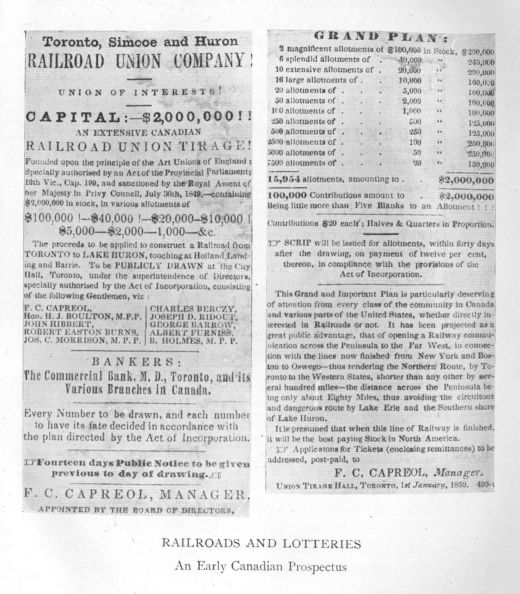 Toronto, Simcoe and Huron
RAILROAD UNION COMPANY!
UNION OF INTERESTS!
CAPITAL:—$2,000,000!!
AN EXTENSIVE CANADIAN
RAILROAD UNION TIRAGE!
Founded upon the principle of the Art Unions of England;
Specially authorised by an Act of the Provincial Parliament;
12th Vic., Cap. 199, and sanctioned by the Royal Assent of
her Majesty in Privy Council, July 30th, 1849,—containing
$2,000,000 in stock, in various allotments of
$100,000!—$40,000!—$20,000—$10,000!
$5,000—$2,000—1,000—&c.
The proceeds to be applied to construct a Railroad from
TORONTO to LAKE HURON, touching at Holland Land-
ing and Barrie. To be PUBLICLY DRAWN at the City
Hall, Toronto, under the superintendence of Directors,
specially authorised by the Act of Incorporation, consisting
of the following Gentlemen, viz:
F. C. CAPREOL,
Hon. H. J. BOULTON, M.P.P.
JOHN HIBBERT,
ROBERT EASTON BURNS,
JOS. C. MORRISON, M. P. P.
CHARLES BERCZY,
JOSEPH D. RIDOUT,
GEORGE BARROW,
ALBERT FURNISS,
B. HOLMES, M. P. P.
BANKERS:
The Commercial Bank, M. D., Toronto, and its
Various Branches in Canada.
Every Number to be drawn, and each number
to have its fate decided in accordance with
the plan directed by the Act of Incorporation.
☞Fourteen days Public Notice to be given
previous to day of drawing.☜
F. C. CAPREOL, MANAGER.
APPOINTED BY THE BOARD OF DIRECTORS.
GRAND PLAN:
2 magnificent allotments of $100,000 in Stock, $200,000
6 splendid allotments of . 40,000 " 240,000
10 extensive allotments of . 20,000 " 200,000
16 large allotments of . . 10,000 " 160,000
20 allotments of . . . 5,000 " 100,000
50 allotments of . . . 2,000 " 100,000
100 allotments of . . . 1,000 " 100,000
250 allotments of . . . 500 " 125,000
500 allotments of . . . 250 " 125,000
2500 allotments of . . . 100 " 250,000
5000 allotments of . . . 50 " 250,000
7500 allotments of . . . 20 " 150,000
15,954 allotments, amounting to . . $2,000,000
100,000 Contributions amount to $2,000,000
Being little more than Five Blanks to an Allotment!!!
Contributions $20 each; Halves & Quarters in Proportion.
☞ SCRIP will be issued for allotments, within forty days
after the drawing, on payment of twelve per cent,
thereon, in compliance with the provisions of the
Act of Incorporation.
This Grand and Important Plan is particularly deserving
of attention from every class of the community in Canada
and various parts of the United States, whether directly in-
terested in Railroads or not. It has been projected as a
great public advantage, that of opening a Railway commu-
nication across the Peninsula to the Far West, in connec-
tion with the lines now finished from New York and Bos-
ton to Oswego—thus rendering the Northern Route, by To-
ronto to the Western States, shorter than any other by sev-
eral hundred miles—the distance across the Peninsula be-
ing only about Eighty Miles, thus avoiding the circuitous
and dangerous route by Lake Erie and the Southern shore
of Lake Huron.
It is presumed that when this line of Railway is finished,
it will be the best paying Stock in North America.
☞ Applicatons for Tickets (enclosing remittances) to be
addressed, post-paid, to
F. C. CAPREOL, Manager.
UNION TIRAGE HALL, TORONTO, 1st January, 1850. 495-
RAILROADS AND LOTTERIES
An Early Canadian Prospectus